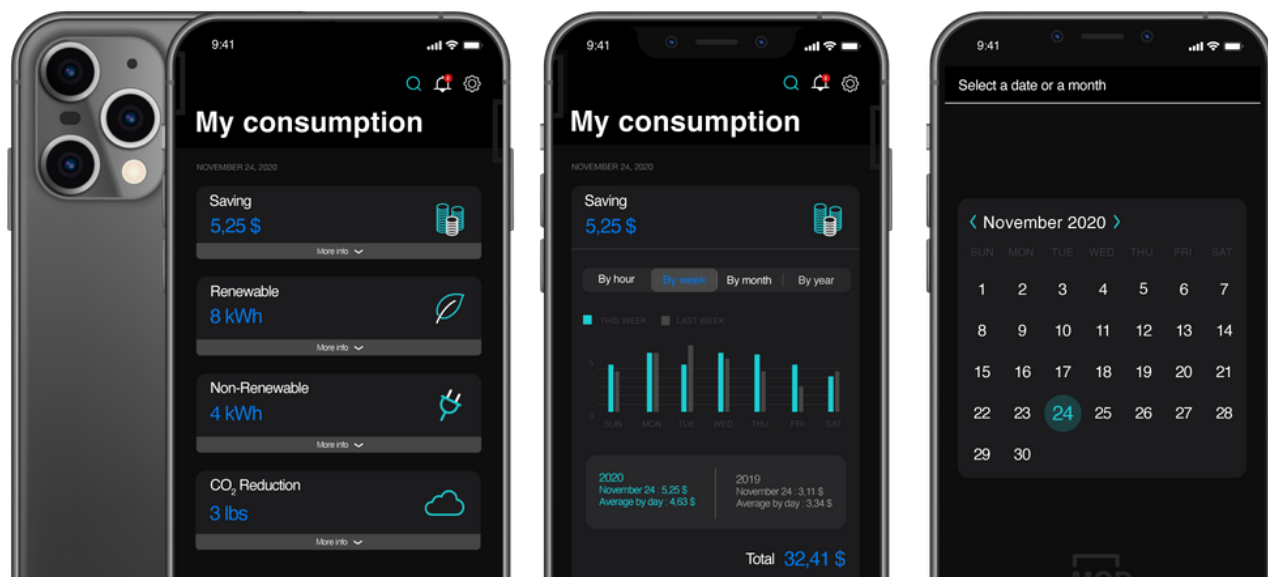 9:41
My consumption
NOVEMBER 24, 2020
Saving
5,25 $
More info
Renewable
8 kWh
More info
Non-Renewable
4 kWh
More info
CO2 Reduction
3 lbs
More info
9:41
2
My consumption
NOVEMBER 24, 2020
Saving
5,25 $
By hour By week By month By year
THIS WEEK LAST WEEK
5
0
SUN MON TUE WED THU FRI SAT
2020
November 24 : 5,25 $
Average by day : 4,63 $
2019
November 24 : 3,11 $
Average by day : 3,34 $
Total 32,41 $
9:41
Select a date or a month
November 2020
SUN MON TUE WED THU FRI SAT
1 2 3 4 5 6 7
8 9 10 11 12 13 14
15 16 17 18 19 20 21
22 23 24 25 26 27 28
29 30